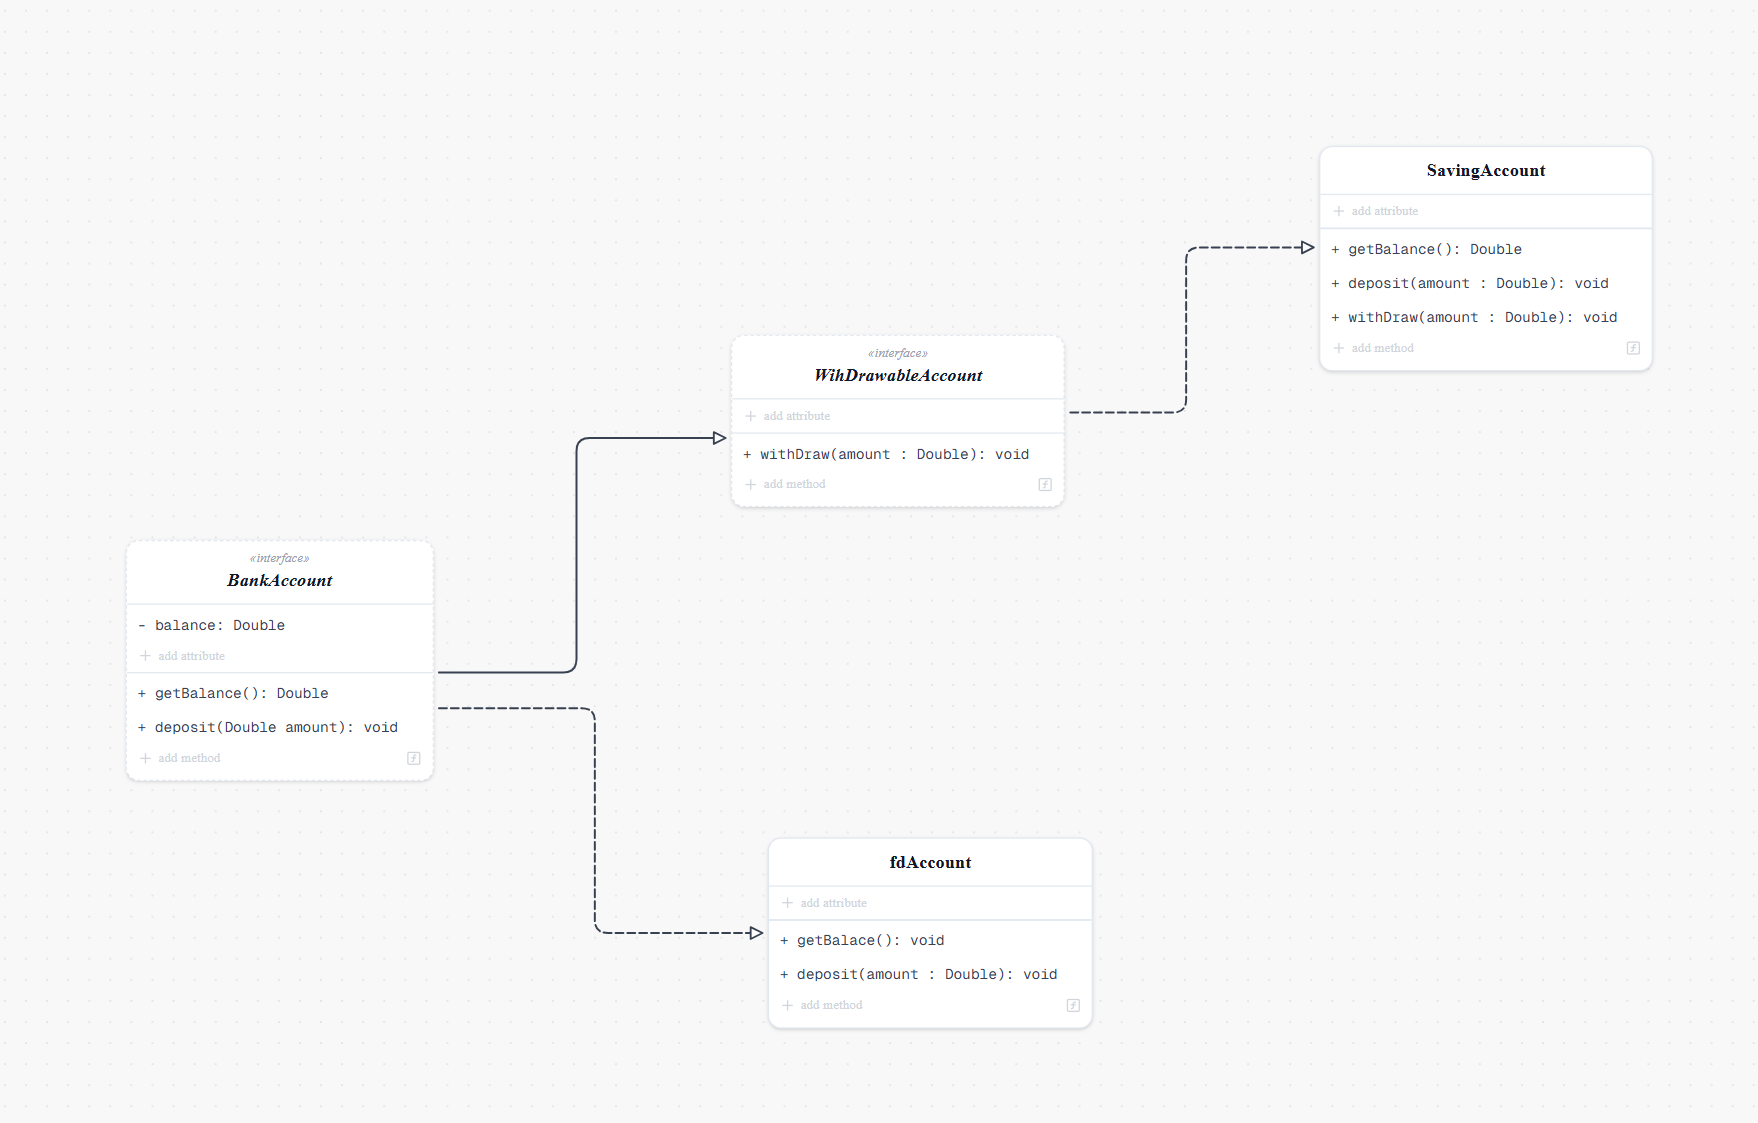 SavingAccount
+ add attribute
+ getBalance(): Double
+ deposit(amount : Double): void
+ withDraw(amount : Double): void
+ add method
«interface»
WihDrawableAccount
+ add attribute
+ withDraw(amount : Double): void
+ add method
«interface»
BankAccount
- balance: Double
+ add attribute
+ getBalance(): Double
+ deposit(Double amount): void
+ add method
fdAccount
+ add attribute
+ getBalace(): void
+ deposit(amount : Double): void
+ add method